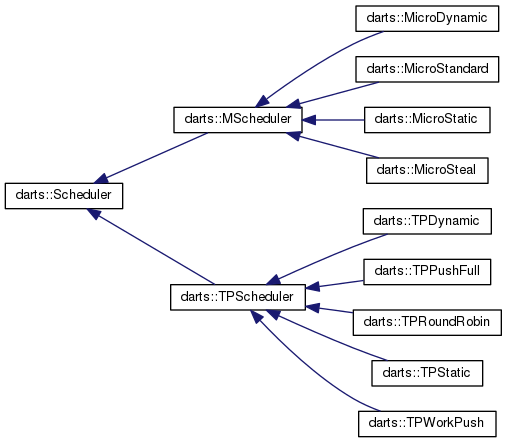 darts::MicroDynamic
darts::MicroStandard
darts::MScheduler
darts::MicroStatic
darts::MicroSteal
darts::Scheduler
darts::TPDynamic
darts::TPPushFull
darts::TPScheduler
darts::TPRoundRobin
darts::TPStatic
darts::TPWorkPush